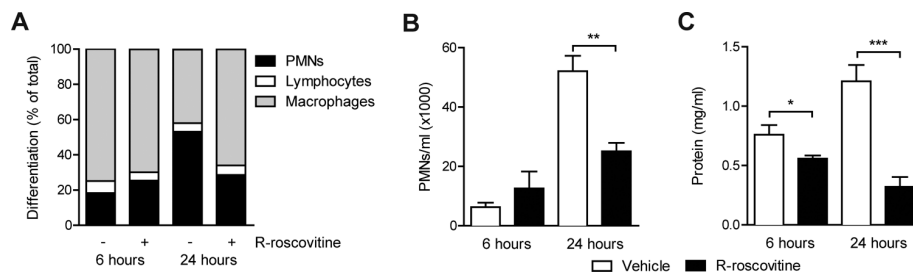 A
Differentiation (% of total)
100
80
60
40
20
0
PMNs
Lymphocytes
Macrophages
- + - + R-roscovitine
6 hours 24 hours
B
PMNs/ml (x1000)
60
40
20
0
**
6 hours 24 hours
C
Protein (mg/ml)
1.5
1.0
0.5
0.0
*
***
6 hours 24 hours
Vehicle R-roscovitine